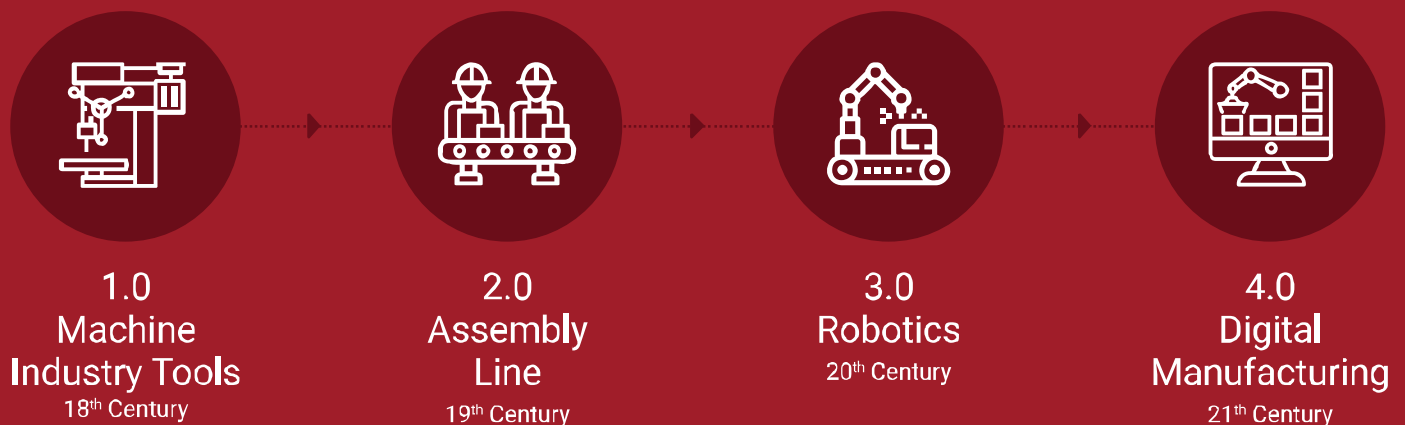 1.0
Machine
Industry Tools
18th Century
2.0
Assembly
Line
19th Century
3.0
Robotics
20th Century
4.0
Digital
Manufacturing
21th Century